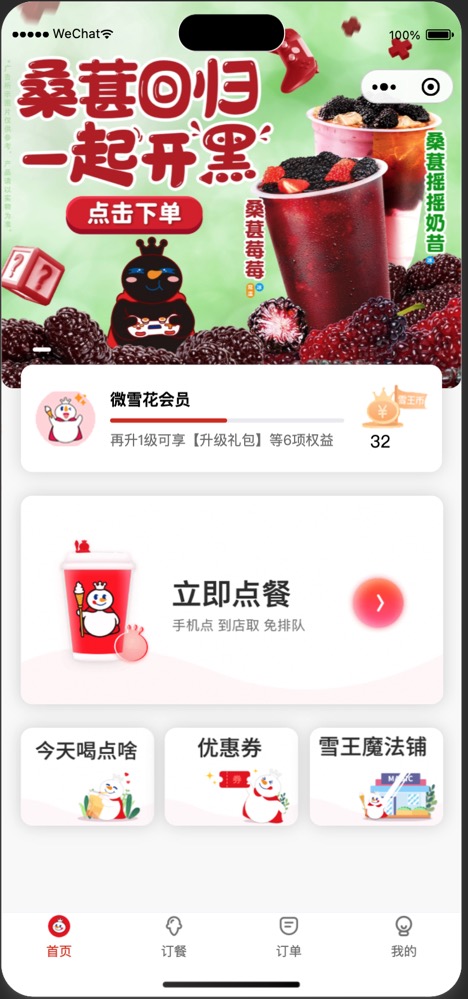 WeChat
100%
桑葚回归
一起开黑
点击下单
桑葚莓莓
桑葚摇摇奶昔
微雪花会员
再升1级可享【升级礼包】等6项权益
雪王币
32
立即点餐
手机点 到店取 免排队
今天喝点啥
优惠券
券
雪王魔法铺
首页
订餐
订单
我的